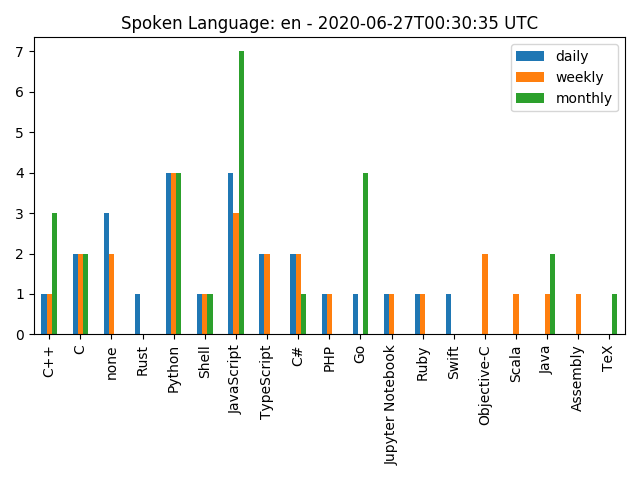 Spoken Language: en - 2020-06-27T00:30:35 UTC
daily
weekly
monthly
7
6
5
4
3
2
1
0
C++
C
none
Rust
Python
Shell
JavaScript
TypeScript
C#
PHP
Go
Jupyter Notebook
Ruby
Swift
Objective-C
Scala
Java
Assembly
TeX